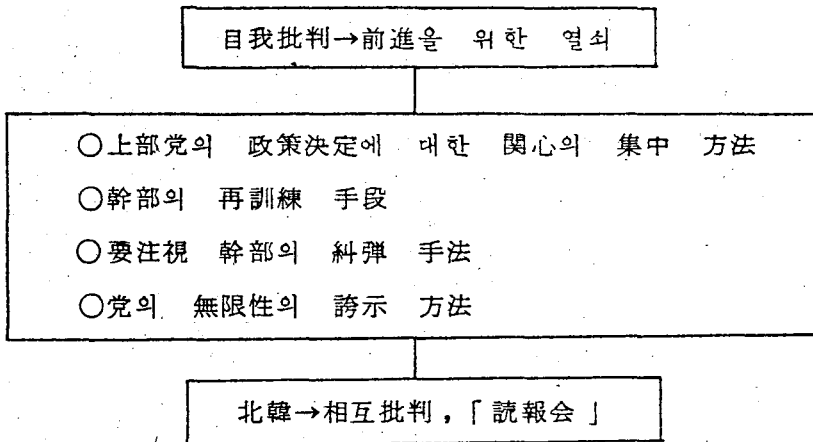 自我批判→前進을 위한 열쇠
○上部党의 政策決定에 대한 関心의 集中 方法
○幹部의 再訓練 手段
○要注視 幹部의 糾弾 手法
○党의 無限性의 誇示 方法
北韓→相互批判,「読報会」